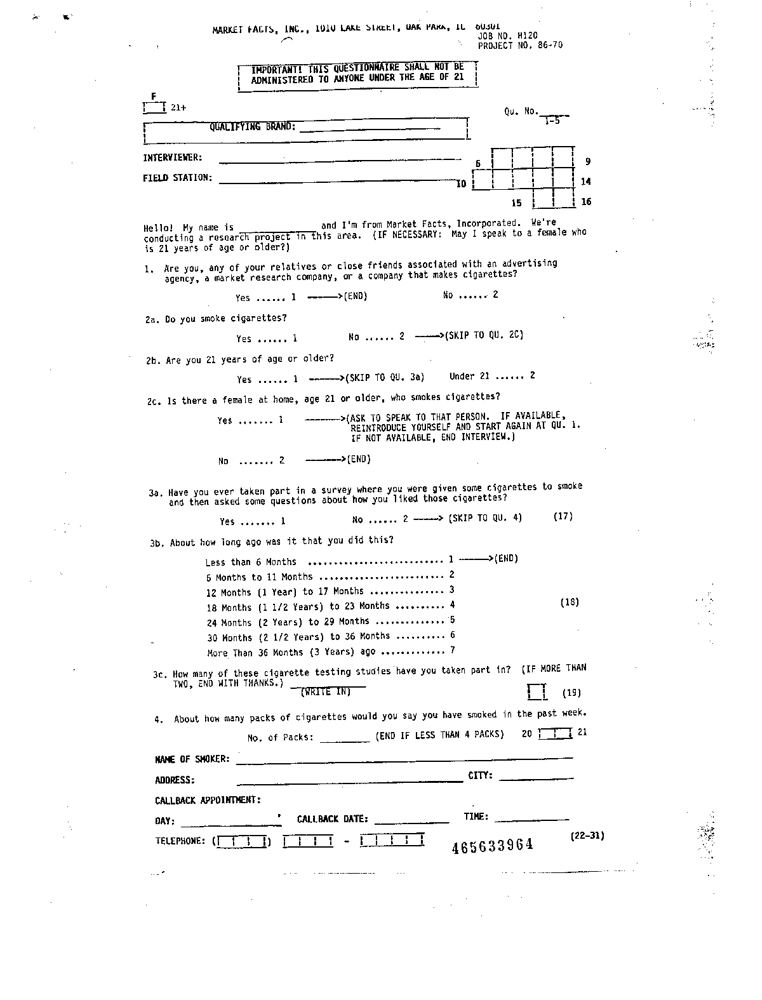 MARKET FACTS, INC., 1010 LAKE STREET, OAK PARK, IL 60301
JOB NO. H120
PROJECT NO. 86-70
IMPORTANT! THIS QUESTIONNAIRE SHALL NOT BE
ADMINISTERED TO ANYONE UNDER THE AGE OF 21
F
21+
Qu. No.
1-5
QUALIFYING BRAND:
INTERVIEWER:
6 9
FIELD STATION:
10 14
15 16
Hello! My name is and I'm from Market Facts, Incorporated. We're
conducting a research project in this area. (IF NECESSARY: May I speak to a female who
is 21 years of age or older?)
1. Are you, any of your relatives or close friends associated with an advertising
agency, a market research company, or a company that makes cigarettes?
Yes ...... 1 ------>(END) No ...... 2
2a. Do you smoke cigarettes?
Yes ...... 1 No ...... 2 ----->(SKIP TO QU. 2C)
2b. Are you 21 years of age or older?
Yes ...... 1 ------>(SKIP TO QU. 3a) Under 21 ...... 2
2c. Is there a female at home, age 21 or older, who smokes cigarettes?
Yes ....... 1 ------->(ASK TO SPEAK TO THAT PERSON. IF AVAILABLE,
REINTRODUCE YOURSELF AND START AGAIN AT QU. 1.
IF NOT AVAILABLE, END INTERVIEW.)
No ....... 2 ------->(END)
3a. Have you ever taken part in a survey where you were given some cigarettes to smoke
and then asked some questions about how you liked those cigarettes?
Yes ....... 1 No ...... 2 -----> (SKIP TO QU. 4) (17)
3b. About how long ago was it that you did this?
Less than 6 Months .......................... 1 ------>(END)
6 Months to 11 Months ........................ 2
12 Months (1 Year) to 17 Months .............. 3
18 Months (1 1/2 Years) to 23 Months .......... 4 (18)
24 Months (2 Years) to 29 Months .............. 5
30 Months (2 1/2 Years) to 36 Months .......... 6
More Than 36 Months (3 Years) ago ............. 7
3c. How many of these cigarette testing studies have you taken part in? (IF MORE THAN
TWO, END WITH THANKS.)
(WRITE IN) (19)
4. About how many packs of cigarettes would you say you have smoked in the past week.
No. of Packs: (END IF LESS THAN 4 PACKS) 20 21
NAME OF SMOKER:
ADDRESS: CITY:
CALLBACK APPOINTMENT:
DAY: CALLBACK DATE: TIME:
TELEPHONE: ( ) - (22-31)
465633964